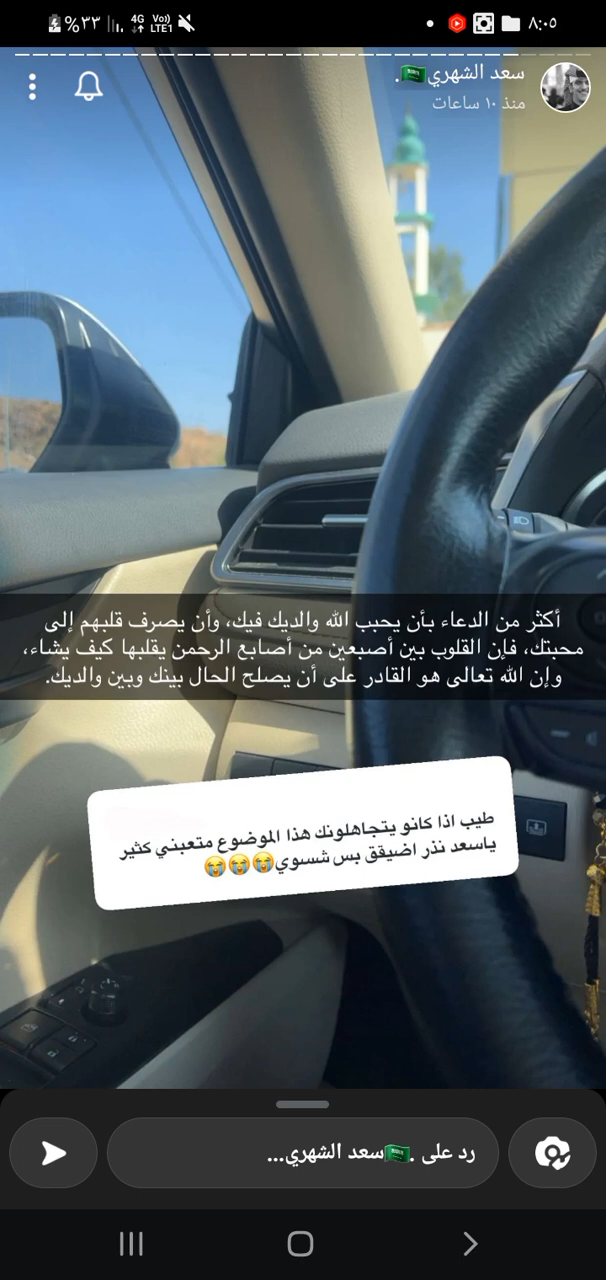 ٨:٠٥
4G
Vo)) LTE1
%٣٣
سعد الشهري🇸🇦.
منذ ١٠ ساعات
أكثر من الدعاء بأن يحبب الله والديك فيك، وأن يصرف قلبهم إلى
محبتك، فإن القلوب بين أصبعين من أصابع الرحمن يقلبها كيف يشاء،
وإن الله تعالى هو القادر على أن يصلح الحال بينك وبين والديك.
طيب اذا كانو يتجاهلونك هذا الموضوع متعبني كثير
ياسعد نذر اضيقق بس شسوي😭😭😭
رد على .🇸🇦سعد الشهري...